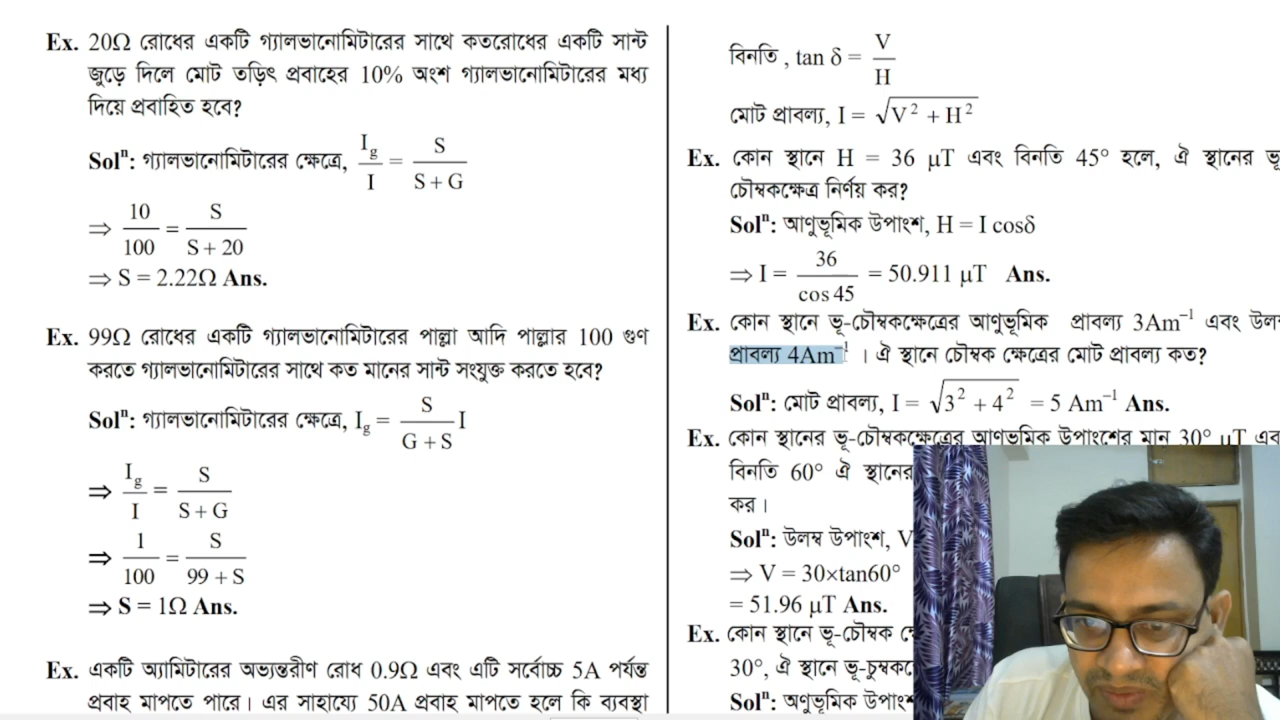 Ex. 20Ω রোধের একটি গ্যালভানোমিটারের সাথে কতরোধের একটি সান্ট
জুড়ে দিলে মোট তড়িৎ প্রবাহের 10% অংশ গ্যালভানোমিটারের মধ্য
দিয়ে প্রবাহিত হবে?
Solⁿ: গ্যালভানোমিটারের ক্ষেত্রে, I_g/I = S/(S + G)
⇒ 10/100 = S/(S + 20)
⇒ S = 2.22Ω Ans.
Ex. 99Ω রোধের একটি গ্যালভানোমিটারের পাল্লা আদি পাল্লার 100 গুণ
করতে গ্যালভানোমিটারের সাথে কত মানের সান্ট সংযুক্ত করতে হবে?
Solⁿ: গ্যালভানোমিটারের ক্ষেত্রে, I_g = S/(G + S) I
⇒ I_g/I = S/(S + G)
⇒ 1/100 = S/(99 + S)
⇒ S = 1Ω Ans.
Ex. একটি অ্যামিটারের অভ্যন্তরীণ রোধ 0.9Ω এবং এটি সর্বোচ্চ 5A পর্যন্ত
প্রবাহ মাপতে পারে। এর সাহায্যে 50A প্রবাহ মাপতে হলে কি ব্যবস্থা
বিনতি , tan δ = V/H
মোট প্রাবল্য, I = √(V² + H²)
Ex. কোন স্থানে H = 36 μT এবং বিনতি 45° হলে, ঐ স্থানের ভূ
চৌম্বকক্ষেত্র নির্ণয় কর?
Solⁿ: আণুভূমিক উপাংশ, H = I cosδ
⇒ I = 36/cos 45 = 50.911 μT Ans.
Ex. কোন স্থানে ভূ-চৌম্বকক্ষেত্রের আণুভূমিক প্রাবল্য 3Am⁻¹ এবং উল
প্রাবল্য 4Am⁻¹ । ঐ স্থানে চৌম্বক ক্ষেত্রের মোট প্রাবল্য কত?
Solⁿ: মোট প্রাবল্য, I = √(3² + 4²) = 5 Am⁻¹ Ans.
Ex. কোন স্থানের ভূ-চৌম্বকক্ষেত্রের আণুভূমিক উপাংশের মান 30° μT এব
বিনতি 60° ঐ স্থানের
কর।
Solⁿ: উলম্ব উপাংশ, V
⇒ V = 30×tan60°
= 51.96 μT Ans.
Ex. কোন স্থানে ভূ-চৌম্বক
30°, ঐ স্থানে ভূ-চুম্বক
Solⁿ: অণুভূমিক উপাং